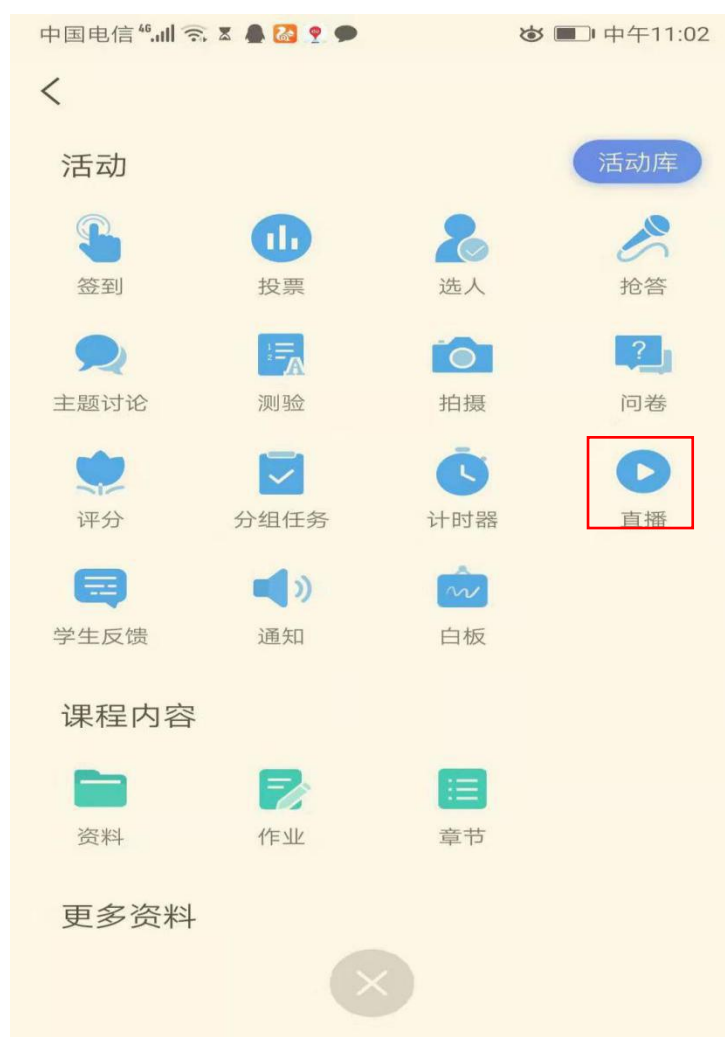 中国电信 46 中午11:02
活动 活动库
签到 投票 选人 抢答
主题讨论 测验 拍摄 问卷
评分 分组任务 计时器 直播
学生反馈 通知 白板
课程内容
资料 作业 章节
更多资料